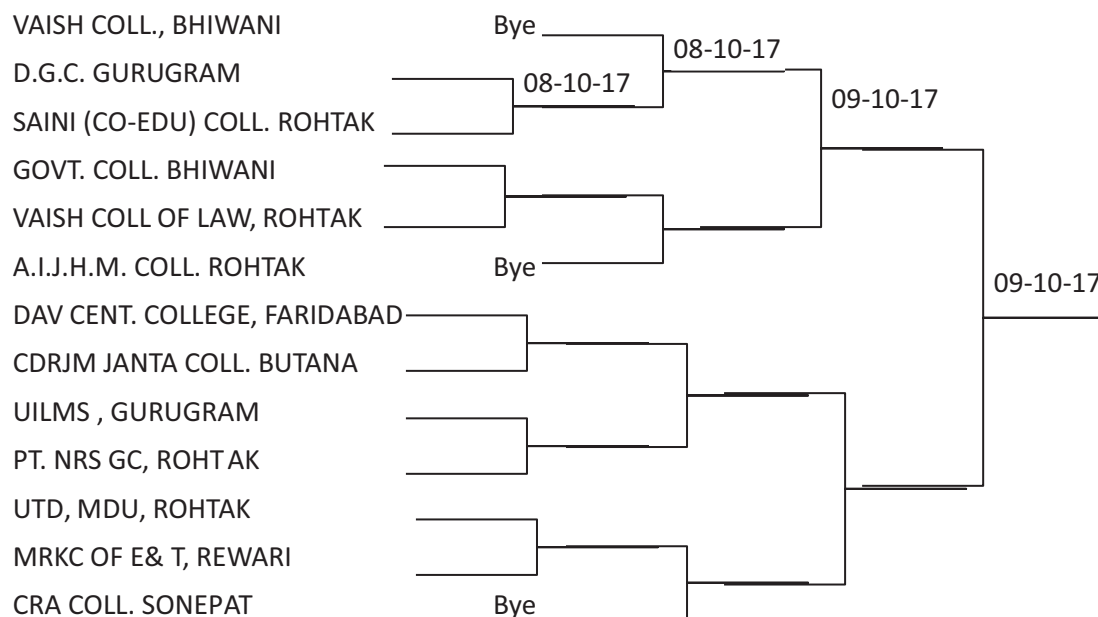 VAISH COLL., BHIWANI Bye
08-10-17
D.G.C. GURUGRAM
08-10-17
09-10-17
SAINI (CO-EDU) COLL. ROHTAK
GOVT. COLL. BHIWANI
VAISH COLL OF LAW, ROHTAK
A.I.J.H.M. COLL. ROHTAK Bye
09-10-17
DAV CENT. COLLEGE, FARIDABAD
CDRJM JANTA COLL. BUTANA
UILMS , GURUGRAM
PT. NRS GC, ROHT AK
UTD, MDU, ROHTAK
MRKC OF E& T, REWARI
CRA COLL. SONEPAT Bye